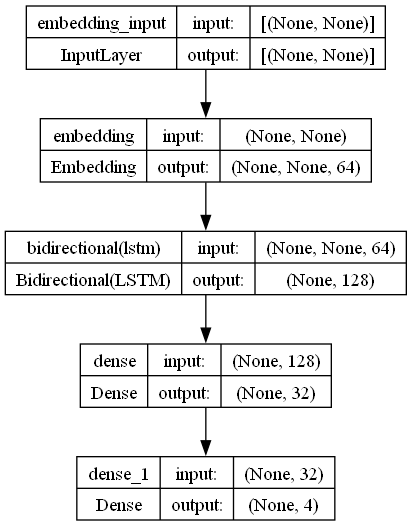 embedding_input input: [(None, None)]
InputLayer output: [(None, None)]
embedding input: (None, None)
Embedding output: (None, None, 64)
bidirectional(lstm) input: (None, None, 64)
Bidirectional(LSTM) output: (None, 128)
dense input: (None, 128)
Dense output: (None, 32)
dense_1 input: (None, 32)
Dense output: (None, 4)